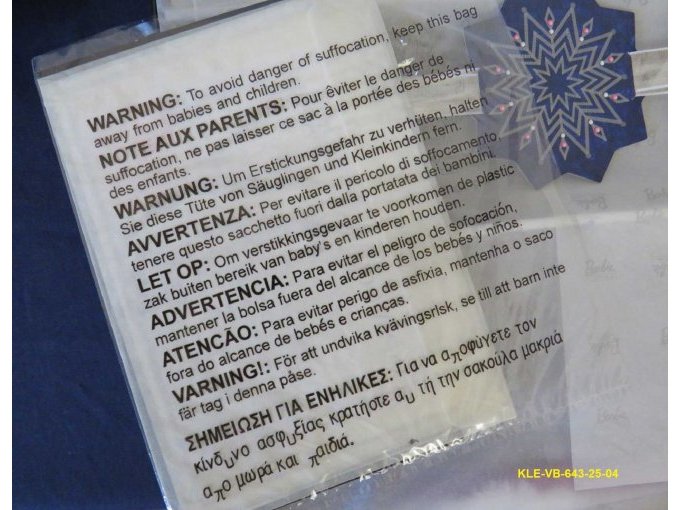 WARNING: To avoid danger of suffocation, keep this bag
away from babies and children.
NOTE AUX PARENTS: Pour êviter le danger de
suffocation, ne pas laisser ce sac à la portée des bébés ni
des enfants.
WARNUNG: Um Erstickungsgefahr zu verhüten, halten
Sie diese Tüte von Säuglingen und Kleinkindern fern.
AVVERTENZA: Per evitare il pericolo di soffocamento,
tenere questo sacchetto fuori dalla portatata dei bambini.
LET OP: Om verstikkingsgevaar te voorkomen de plastic
zak buiten bereik van baby's en kinderen houden.
ADVERTENCIA: Para evitar el peligro de sofocación,
mantener la bolsa fuera del alcance de los bebés y niños.
ATENCÃO: Para evitar perigo de asfixia, mantenha o saco
fora do alcance de bebés e crianças.
VARNING!: För att undvika kvävingsrlsk, se till att barn inte
fär tag i denna påse.
ΣΗΜΕΙΩΣΗ ΓΙΑ ΕΝΗΛΙΚΕΣ: Για να αποφύγετε τον
κίνδυνο ασφυξίας κρατήστε αυ τή την σακούλα μακριά
απο μωρά και παιδιά.
KLE-VB-643-25-04